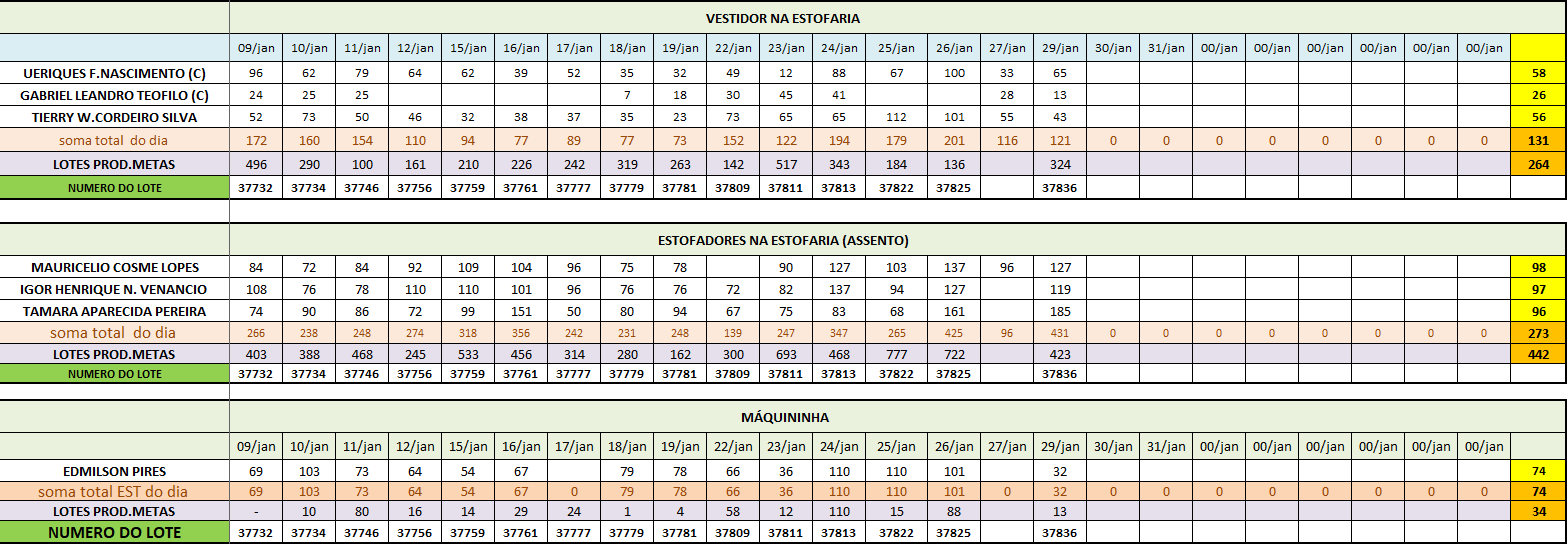 VESTIDOR NA ESTOFARIA
09/jan 10/jan 11/jan 12/jan 15/jan 16/jan 17/jan 18/jan 19/jan 22/jan 23/jan 24/jan 25/jan 26/jan 27/jan 29/jan 30/jan 31/jan 00/jan 00/jan 00/jan 00/jan 00/jan 00/jan
UERIQUES F.NASCIMENTO (C) 96 62 79 64 62 39 52 35 32 49 12 88 67 100 33 65 58
GABRIEL LEANDRO TEOFILO (C) 24 25 25 7 18 30 45 41 28 13 26
TIERRY W.CORDEIRO SILVA 52 73 50 46 32 38 37 35 23 73 65 65 112 101 55 43 56
soma total do dia 172 160 154 110 94 77 89 77 73 152 122 194 179 201 116 121 0 0 0 0 0 0 0 0 131
LOTES PROD.METAS 496 290 100 161 210 226 242 319 263 142 517 343 184 136 324 264
NUMERO DO LOTE 37732 37734 37746 37756 37759 37761 37777 37779 37781 37809 37811 37813 37822 37825 37836
ESTOFADORES NA ESTOFARIA (ASSENTO)
MAURICELIO COSME LOPES 84 72 84 92 109 104 96 75 78 90 127 103 137 96 127 98
IGOR HENRIQUE N. VENANCIO 108 76 78 110 110 101 96 76 76 72 82 137 94 127 119 97
TAMARA APARECIDA PEREIRA 74 90 86 72 99 151 50 80 94 67 75 83 68 161 185 96
soma total do dia 266 238 248 274 318 356 242 231 248 139 247 347 265 425 96 431 0 0 0 0 0 0 0 0 273
LOTES PROD.METAS 403 388 468 245 533 456 314 280 162 300 693 468 777 722 423 442
NUMERO DO LOTE 37732 37734 37746 37756 37759 37761 37777 37779 37781 37809 37811 37813 37822 37825 37836
MÁQUININHA
09/jan 10/jan 11/jan 12/jan 15/jan 16/jan 17/jan 18/jan 19/jan 22/jan 23/jan 24/jan 25/jan 26/jan 27/jan 29/jan 30/jan 31/jan 00/jan 00/jan 00/jan 00/jan 00/jan 00/jan
EDMILSON PIRES 69 103 73 64 54 67 79 78 66 36 110 110 101 32 74
soma total EST do dia 69 103 73 64 54 67 0 79 78 66 36 110 110 101 0 32 0 0 0 0 0 0 0 0 74
LOTES PROD.METAS - 10 80 16 14 29 24 1 4 58 12 110 15 88 13 34
NUMERO DO LOTE 37732 37734 37746 37756 37759 37761 37777 37779 37781 37809 37811 37813 37822 37825 37836